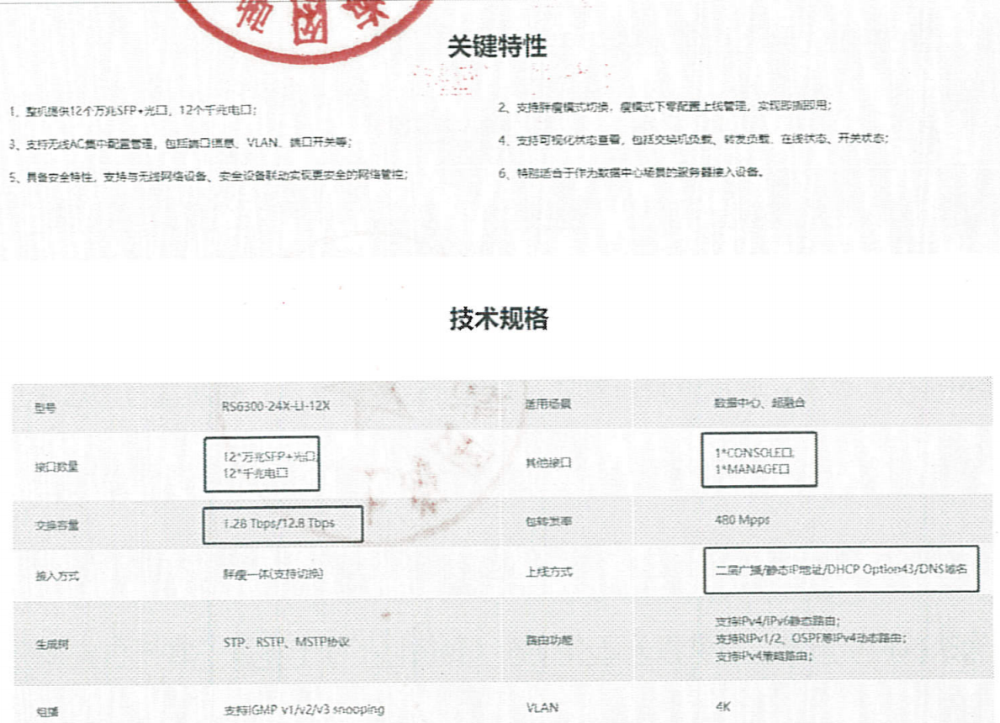 关键特性
1、整机提供12个万兆SFP+光口，12个千兆电口；
2、支持胖瘦模式切换，瘦模式下零配置上线管理，实现即插即用；
3、支持无线AC集中配置管理，包括端口信息、VLAN、端口开关等；
4、支持可视化状态查看，包括交换机负载、转发负载、在线状态、开关状态；
5、具备安全特性，支持与无线网络设备、安全设备联动实现更安全的网络管控；
6、特别适合于作为数据中心场景的服务器接入设备。
技术规格
型号 RS6300-24X-LI-12X 适用场景 数据中心、超融合
接口数量 12*万兆SFP+光口, 其他接口 1*CONSOLE口,
12*千兆电口 1*MANAGE口
交换容量 1.28 Tbps/12.8 Tbps 包转发率 480 Mpps
接入方式 胖瘦一体(支持切换) 上线方式 二层广播/静态IP地址/DHCP Option43/DNS域名
生成树 STP、RSTP、MSTP协议 路由功能 支持IPv4/IPv6静态路由；
支持RIPv1/2、OSPF等IPv4动态路由；
支持IPv4策略路由；
组播 支持IGMP v1/v2/v3 snooping VLAN 4K